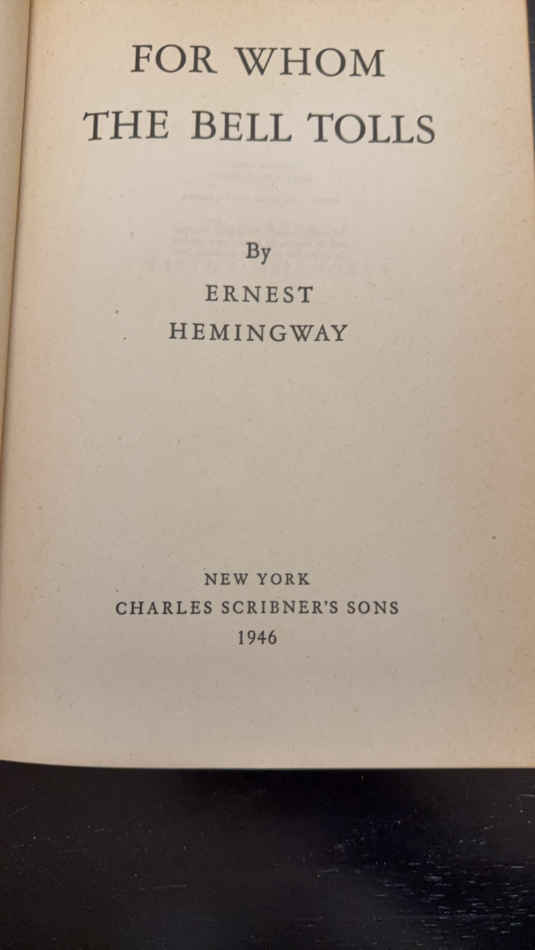 FOR WHOM
THE BELL TOLLS
By
ERNEST
HEMINGWAY
NEW YORK
CHARLES SCRIBNER'S SONS
1946